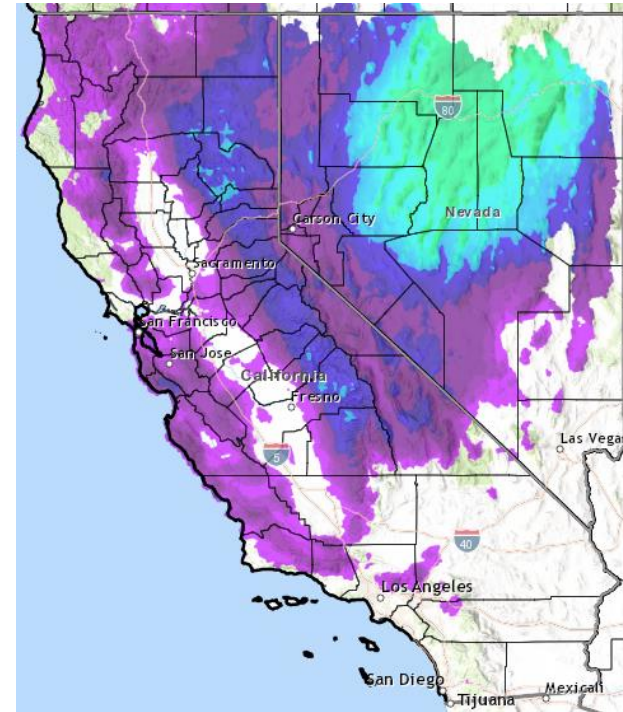 80
Carson City
Nevada
Sacramento
San Francisco
San Jose
California
Fresno
5
Las Vega
40
Los Angeles
San Diego
Tijuana
Mexicali